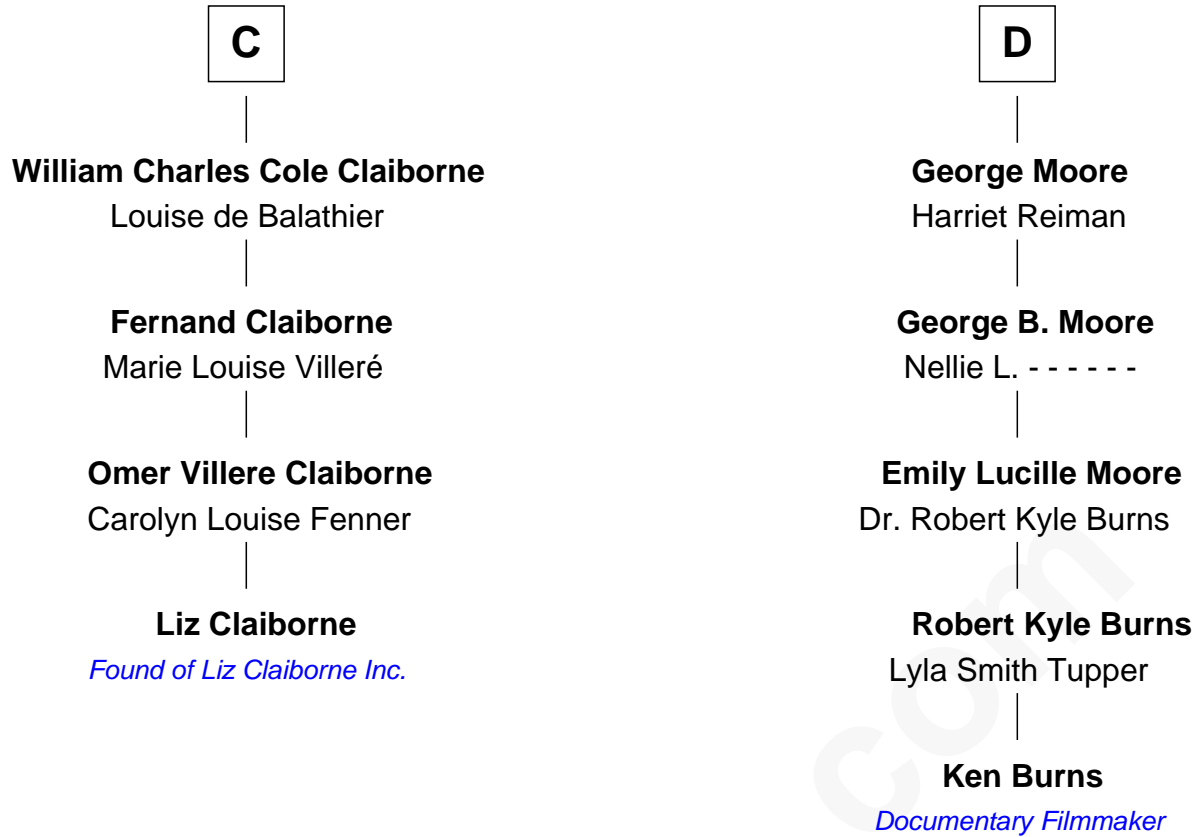 C
William Charles Cole Claiborne
Louise de Balathier
Fernand Claiborne
Marie Louise Villeré
Omer Villere Claiborne
Carolyn Louise Fenner
Liz Claiborne
Found of Liz Claiborne Inc.
D
George Moore
Harriet Reiman
George B. Moore
Nellie L. - - - - - -
Emily Lucille Moore
Dr. Robert Kyle Burns
Robert Kyle Burns
Lyla Smith Tupper
Ken Burns
Documentary Filmmaker
com